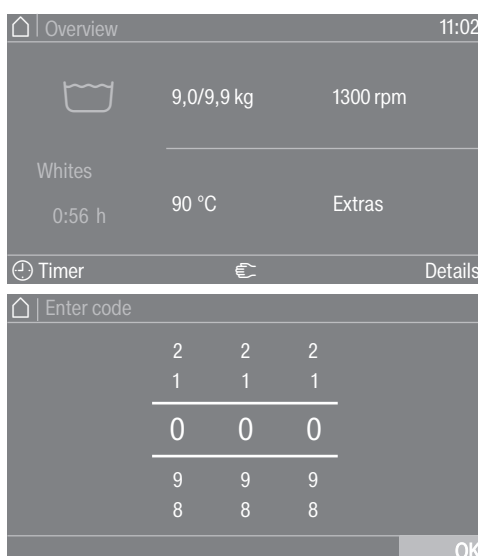 Overview 11:02
9,0/9,9 kg 1300 rpm
Whites
90 °C Extras
0:56 h
Timer Details
Enter code
2 2 2
1 1 1
0 0 0
9 9 9
8 8 8
OK